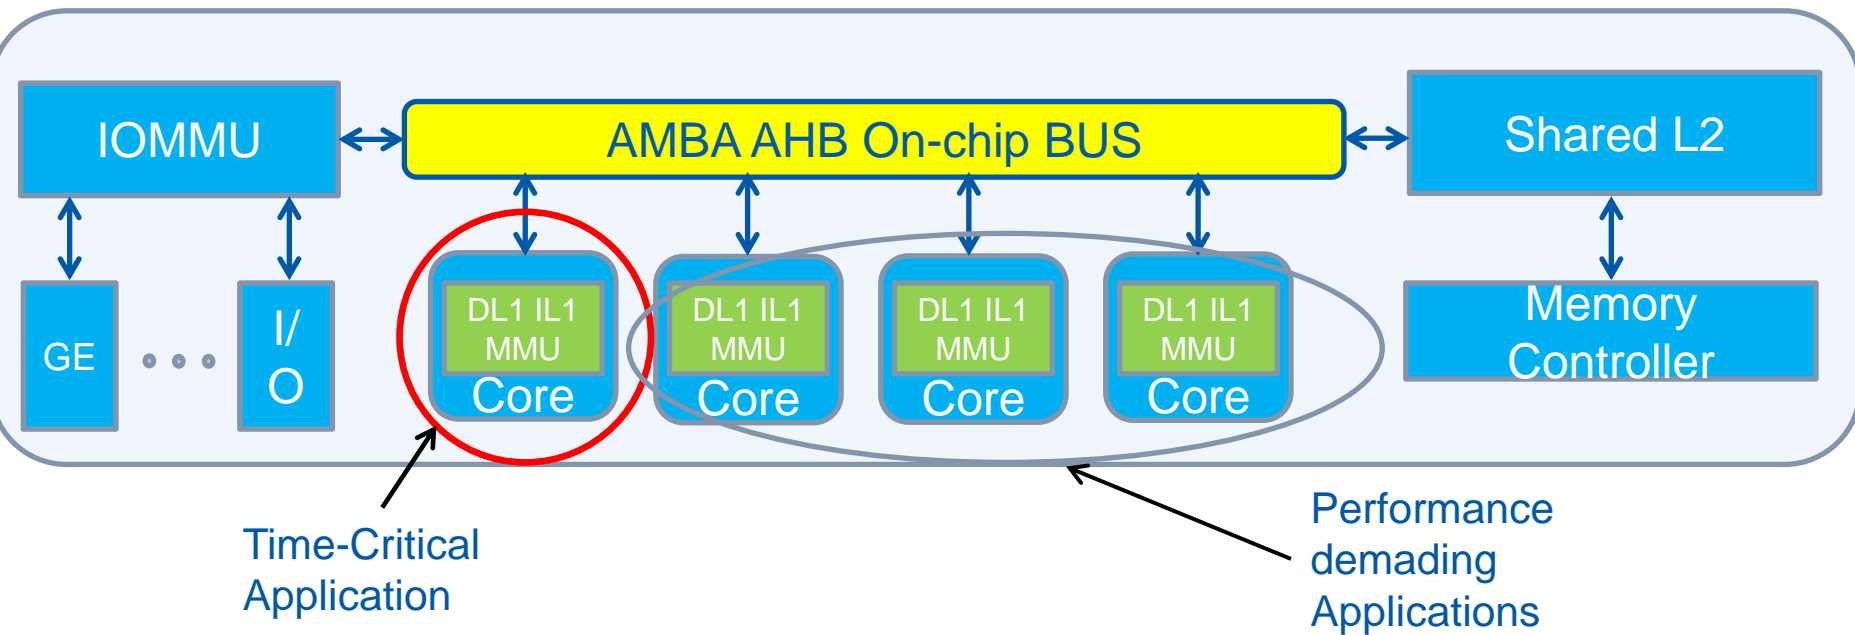 IOMMU
AMBA AHB On-chip BUS
Shared L2
GE
I/
O
DL1 IL1
MMU
Core
DL1 IL1
MMU
Core
DL1 IL1
MMU
Core
DL1 IL1
MMU
Core
Memory
Controller
Time-Critical
Application
Performance
demading
Applications